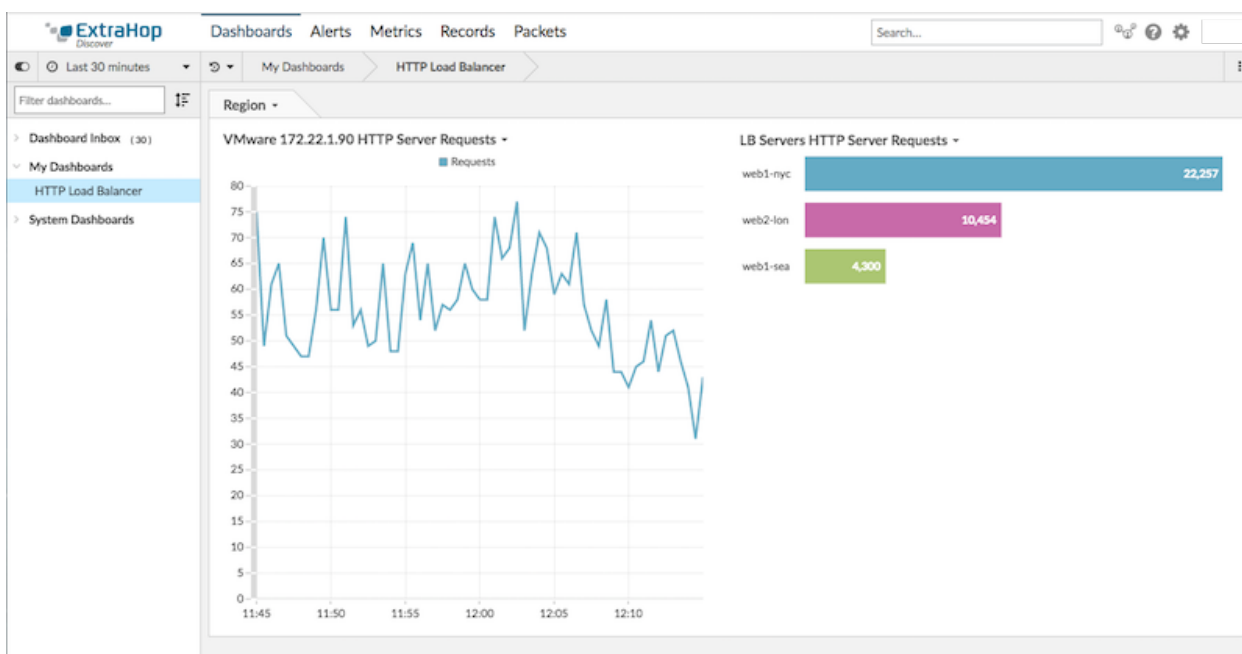 ExtraHop
Discover
Dashboards Alerts Metrics Records Packets
Search...
Last 30 minutes
My Dashboards
HTTP Load Balancer
Filter dashboards...
Region
Dashboard Inbox (30)
My Dashboards
HTTP Load Balancer
System Dashboards
VMware 172.22.1.90 HTTP Server Requests
Requests
80
75
70
65
60
55
50
45
40
35
30
25
20
15
10
5
0
11:45 11:50 11:55 12:00 12:05 12:10
LB Servers HTTP Server Requests
web1-nyc 22,257
web2-lon 10,454
web1-sea 4,300